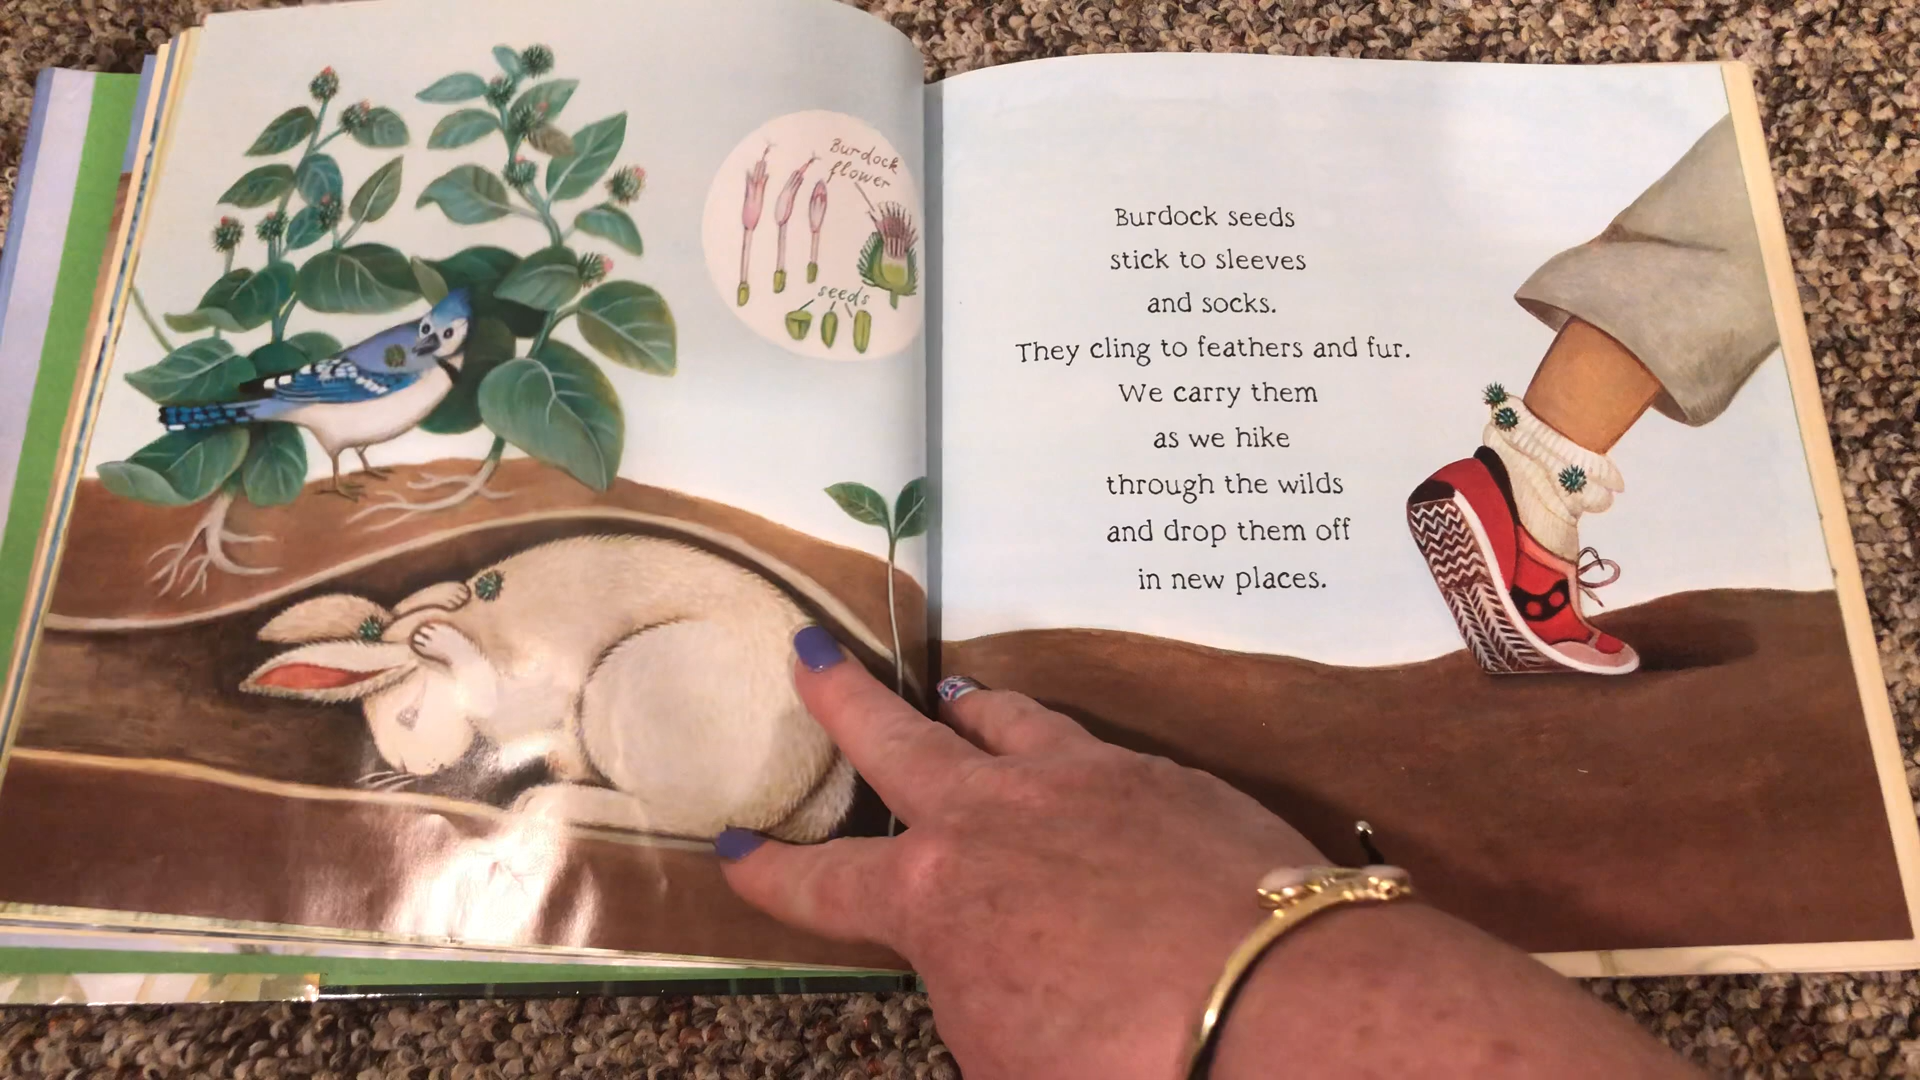 Burdock
flower
seeds
Burdock seeds
stick to sleeves
and socks.
They cling to feathers and fur.
We carry them
as we hike
through the wilds
and drop them off
in new places.